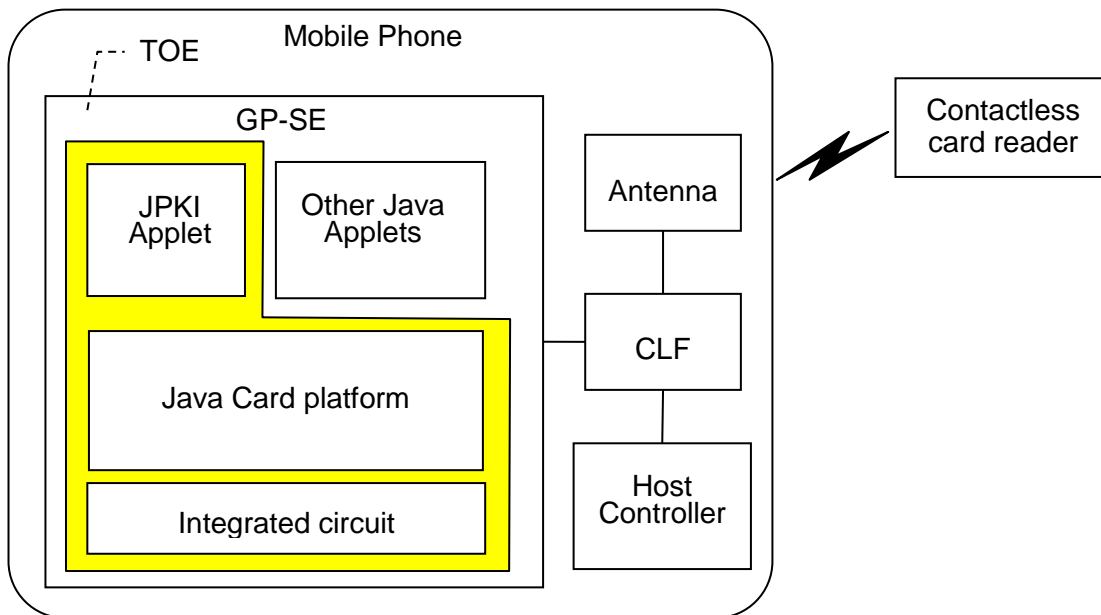 Mobile Phone
TOE
GP-SE
JPKI
Applet
Other Java
Applets
Java Card platform
Integrated circuit
Antenna
CLF
Host
Controller
Contactless
card reader